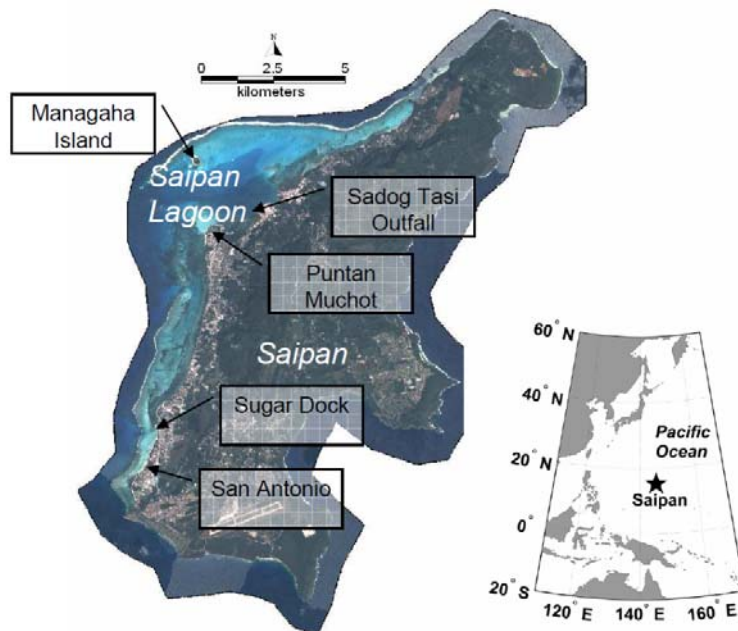 N
0 2.5 5
kilometers
Managaha
Island
Saipan
Lagoon
Sadog Tasi
Outfall
Puntan
Muchot
Saipan
Sugar Dock
San Antonio
60° N
40° N
20° N
0°
20°
S
120° E
140° E
160° E
Pacific
Ocean
Saipan